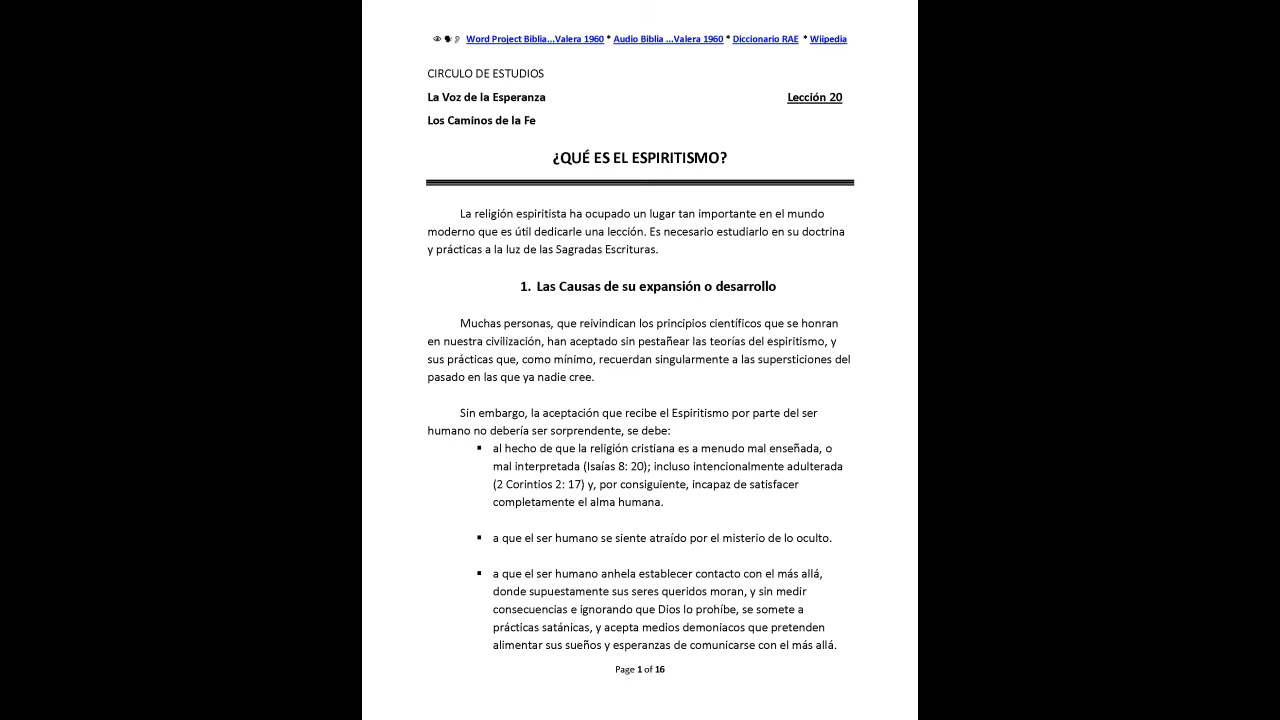 Word Project Biblia...Valera 1960 * Audio Biblia ...Valera 1960 * Diccionario RAE * Wiipedia
CIRCULO DE ESTUDIOS
La Voz de la Esperanza Lección 20
Los Caminos de la Fe
¿QUÉ ES EL ESPIRITISMO?
La religión espiritista ha ocupado un lugar tan importante en el mundo
moderno que es útil dedicarle una lección. Es necesario estudiarlo en su doctrina
y prácticas a la luz de las Sagradas Escrituras.
1. Las Causas de su expansión o desarrollo
Muchas personas, que reivindican los principios científicos que se honran
en nuestra civilización, han aceptado sin pestañear las teorías del espiritismo, y
sus prácticas que, como mínimo, recuerdan singularmente a las supersticiones del
pasado en las que ya nadie cree.
Sin embargo, la aceptación que recibe el Espiritismo por parte del ser
humano no debería ser sorprendente, se debe:
▪ al hecho de que la religión cristiana es a menudo mal enseñada, o
mal interpretada (Isaías 8: 20); incluso intencionalmente adulterada
(2 Corintios 2: 17) y, por consiguiente, incapaz de satisfacer
completamente el alma humana.
▪ a que el ser humano se siente atraído por el misterio de lo oculto.
▪ a que el ser humano anhela establecer contacto con el más allá,
donde supuestamente sus seres queridos moran, y sin medir
consecuencias e ignorando que Dios lo prohíbe, se somete a
prácticas satánicas, y acepta medios demoniacos que pretenden
alimentar sus sueños y esperanzas de comunicarse con el más allá.
Page 1 of 16